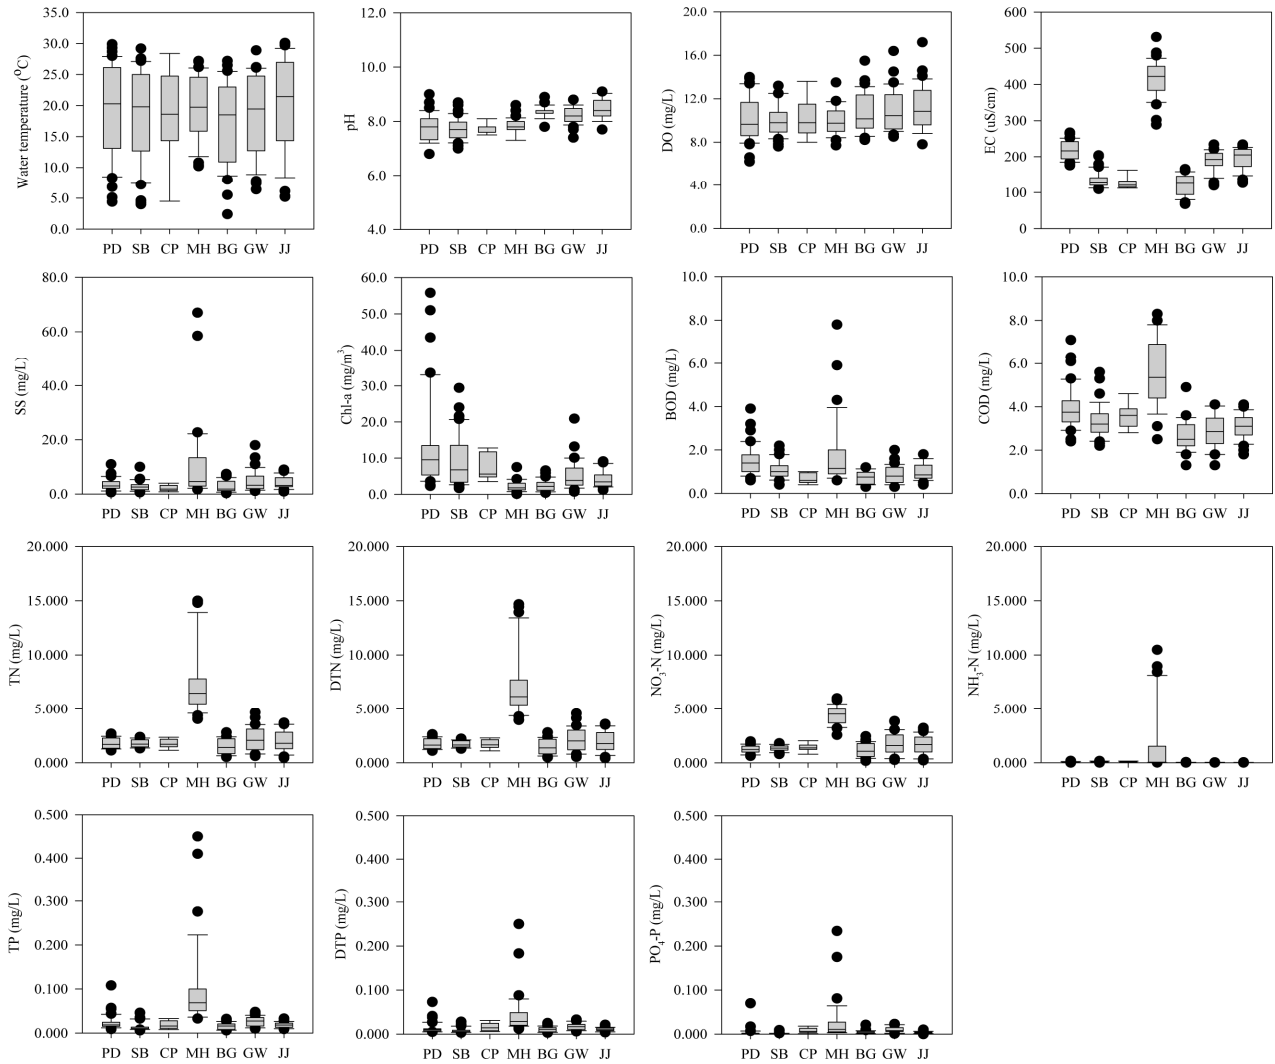 35.0
30.0
25.0
20.0
15.0
10.0
5.0
0.0
Water temperature (⁰C)
PD SB CP MH BG GW JJ
12.0
10.0
8.0
6.0
4.0
pH
PD SB CP MH BG GW JJ
20.0
16.0
12.0
8.0
4.0
0.0
DO (mg/L)
PD SB CP MH BG GW JJ
600
500
400
300
200
100
0
EC (uS/cm)
PD SB CP MH BG GW JJ
80.0
60.0
40.0
20.0
0.0
SS (mg/L)
PD SB CP MH BG GW JJ
60.0
50.0
40.0
30.0
20.0
10.0
0.0
Chl-a (mg/m³)
PD SB CP MH BG GW JJ
10.0
8.0
6.0
4.0
2.0
0.0
BOD (mg/L)
PD SB CP MH BG GW JJ
10.0
8.0
6.0
4.0
2.0
0.0
COD (mg/L)
PD SB CP MH BG GW JJ
20.000
15.000
10.000
5.000
0.000
TN (mg/L)
PD SB CP MH BG GW JJ
20.000
15.000
10.000
5.000
0.000
DTN (mg/L)
PD SB CP MH BG GW JJ
20.000
15.000
10.000
5.000
0.000
NO₃-N (mg/L)
PD SB CP MH BG GW JJ
20.000
15.000
10.000
5.000
0.000
NH₃-N (mg/L)
PD SB CP MH BG GW JJ
0.500
0.400
0.300
0.200
0.100
0.000
TP (mg/L)
PD SB CP MH BG GW JJ
0.500
0.400
0.300
0.200
0.100
0.000
DTP (mg/L)
PD SB CP MH BG GW JJ
0.500
0.400
0.300
0.200
0.100
0.000
PO₄-P (mg/L)
PD SB CP MH BG GW JJ